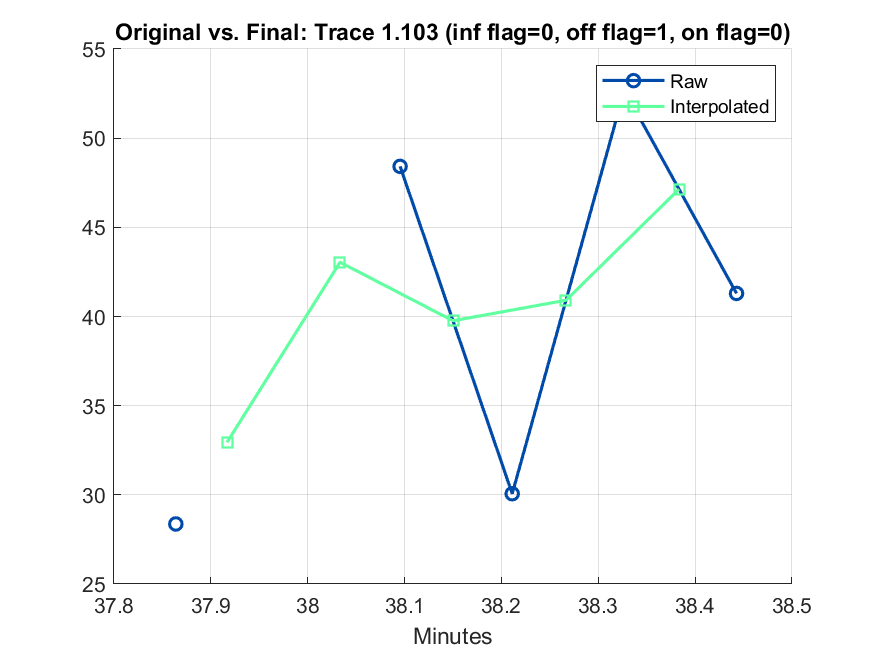 Original vs. Final: Trace 1.103 (inf flag=0, off flag=1, on flag=0)
55
50
45
40
35
30
25
Raw
Interpolated
37.8 37.9 38 38.1 38.2 38.3 38.4 38.5
Minutes